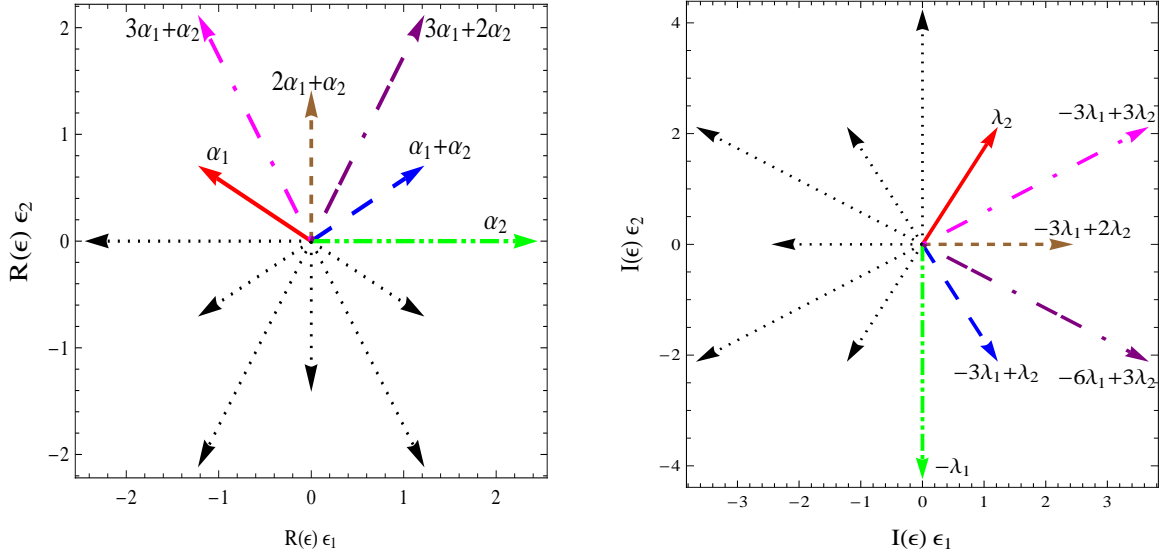 3α₁+α₂
3α₁+2α₂
2α₁+α₂
α₁
α₁+α₂
α₂
2
1
0
-1
-2
-2
-1
0
1
2
R(ϵ) ϵ₂
R(ϵ) ϵ₁
λ₂
-3λ₁+3λ₂
-3λ₁+2λ₂
-3λ₁+λ₂
-6λ₁+3λ₂
-λ₁
4
2
0
-2
-4
-3
-2
-1
0
1
2
3
I(ϵ) ϵ₂
I(ϵ) ϵ₁